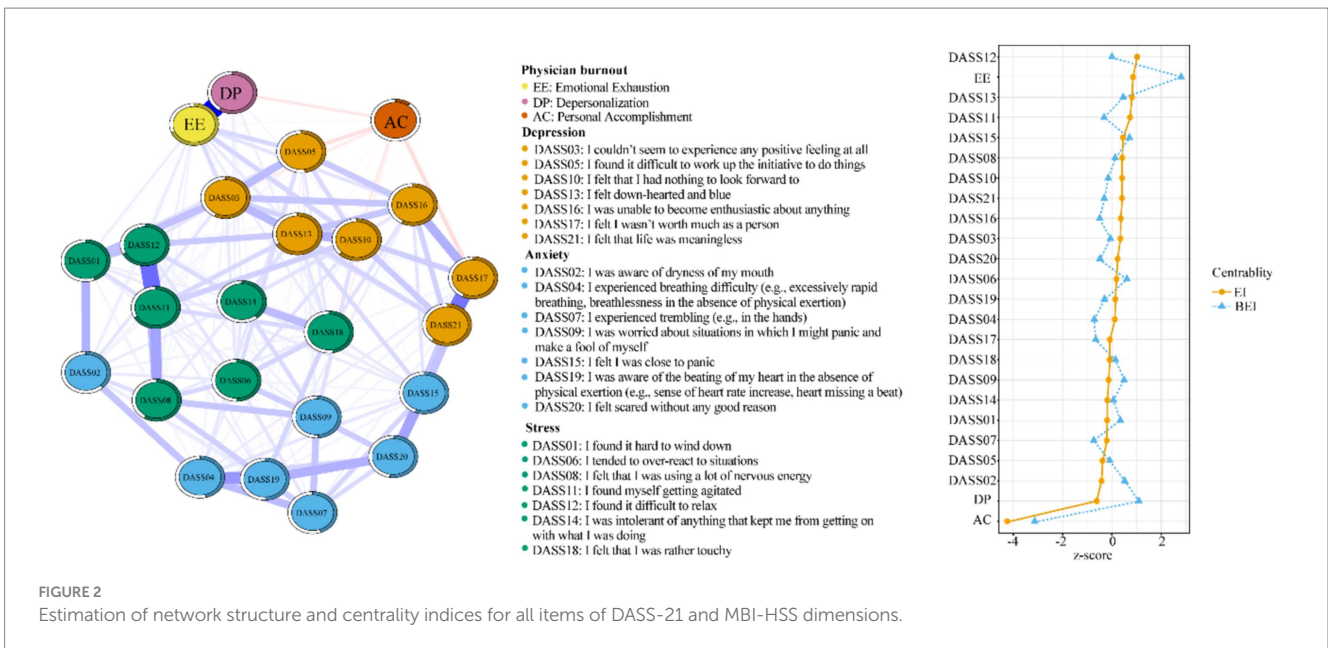 DP
EE
AC
DASS05
DASS03
DASS16
DASS13
DASS10
DASS12
DASS01
DASS17
DASS11
DASS14
DASS18
DASS21
DASS02
DASS06
DASS08
DASS15
DASS09
DASS20
DASS04
DASS19
DASS07
Physician burnout
EE: Emotional Exhaustion
DP: Depersonalization
AC: Personal Accomplishment
Depression
DASS03: I couldn't seem to experience any positive feeling at all
DASS05: I found it difficult to work up the initiative to do things
DASS10: I felt that I had nothing to look forward to
DASS13: I felt down-hearted and blue
DASS16: I was unable to become enthusiastic about anything
DASS17: I felt I wasn't worth much as a person
DASS21: I felt that life was meaningless
Anxiety
DASS02: I was aware of dryness of my mouth
DASS04: I experienced breathing difficulty (e.g., excessively rapid
breathing, breathlessness in the absence of physical exertion)
DASS07: I experienced trembling (e.g., in the hands)
DASS09: I was worried about situations in which I might panic and
make a fool of myself
DASS15: I felt I was close to panic
DASS19: I was aware of the beating of my heart in the absence of
physical exertion (e.g., sense of heart rate increase, heart missing a beat)
DASS20: I felt scared without any good reason
Stress
DASS01: I found it hard to wind down
DASS06: I tended to over-react to situations
DASS08: I felt that I was using a lot of nervous energy
DASS11: I found myself getting agitated
DASS12: I found it difficult to relax
DASS14: I was intolerant of anything that kept me from getting on
with what I was doing
DASS18: I felt that I was rather touchy
DASS12
EE
DASS13
DASS11
DASS15
DASS08
DASS10
DASS21
DASS16
DASS03
DASS20
DASS06
DASS19
DASS04
DASS17
DASS18
DASS09
DASS14
DASS01
DASS07
DASS05
DASS02
DP
AC
-4 -2 0 2
z-score
Centrablity
EI
BEI
FIGURE 2
Estimation of network structure and centrality indices for all items of DASS-21 and MBI-HSS dimensions.